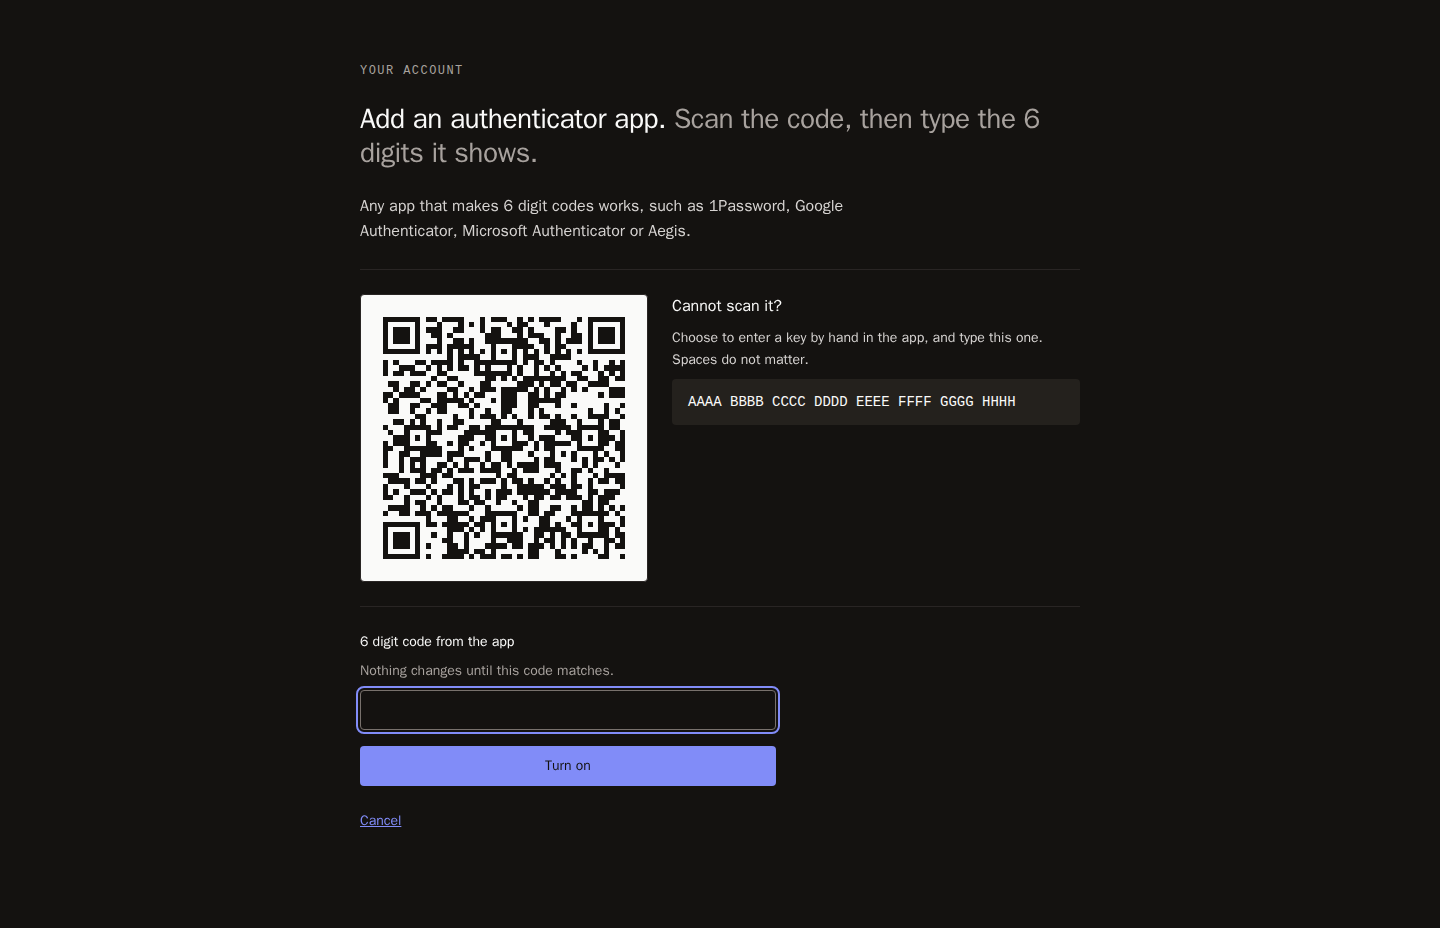 YOUR ACCOUNT
Add an authenticator app. Scan the code, then type the 6
digits it shows.
Any app that makes 6 digit codes works, such as 1Password, Google
Authenticator, Microsoft Authenticator or Aegis.
Cannot scan it?
Choose to enter a key by hand in the app, and type this one.
Spaces do not matter.
AAAA BBBB CCCC DDDD EEEE FFFF GGGG HHHH
6 digit code from the app
Nothing changes until this code matches.
Turn on
Cancel